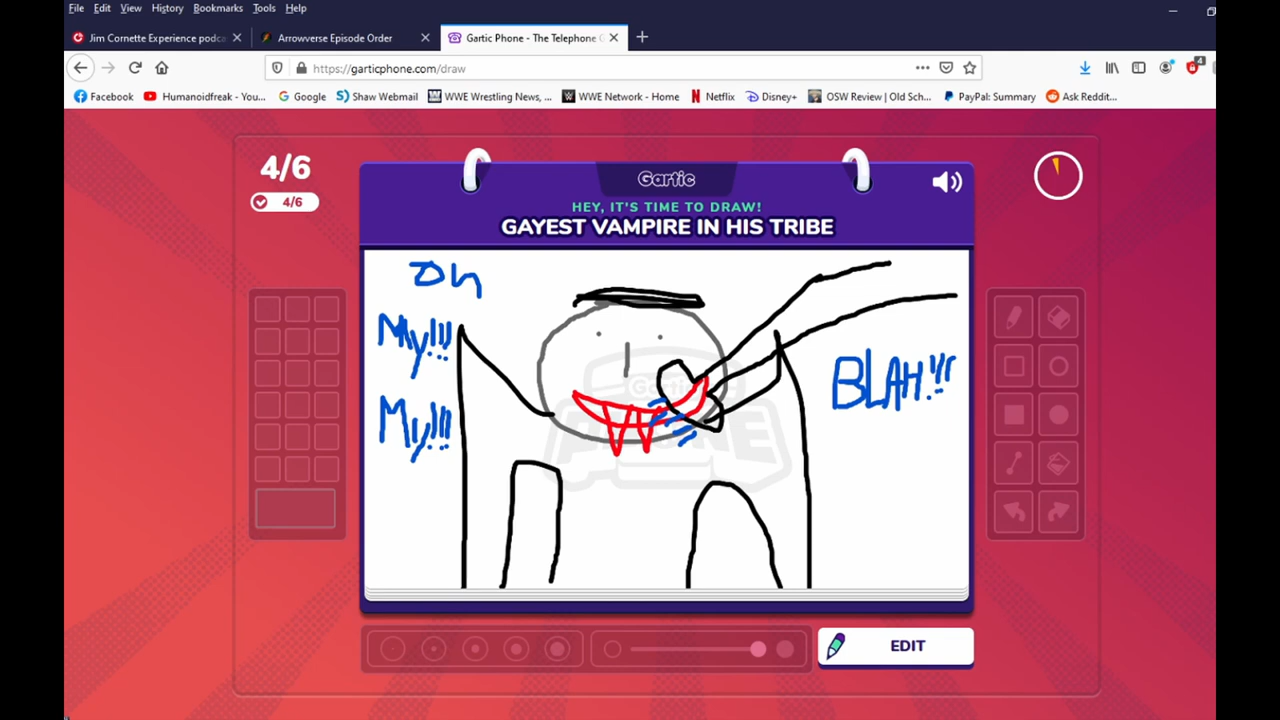 File Edit View History Bookmarks Tools Help
Jim Cornette Experience podca
Arrowverse Episode Order
Gartic Phone - The Telephone G
https://garticphone.com/draw
4
Facebook
Humanoidfreak - You...
Google
Shaw Webmail
WWE Wrestling News, ...
WWE Network - Home
Netflix
Disney+
OSW Review | Old Sch...
PayPal: Summary
Ask Reddit...
4/6
4/6
Gartic
HEY, IT'S TIME TO DRAW!
GAYEST VAMPIRE IN HIS TRIBE
Oh
My!!!
My!!!
BLAH!!!
Gartic
PHONE
EDIT